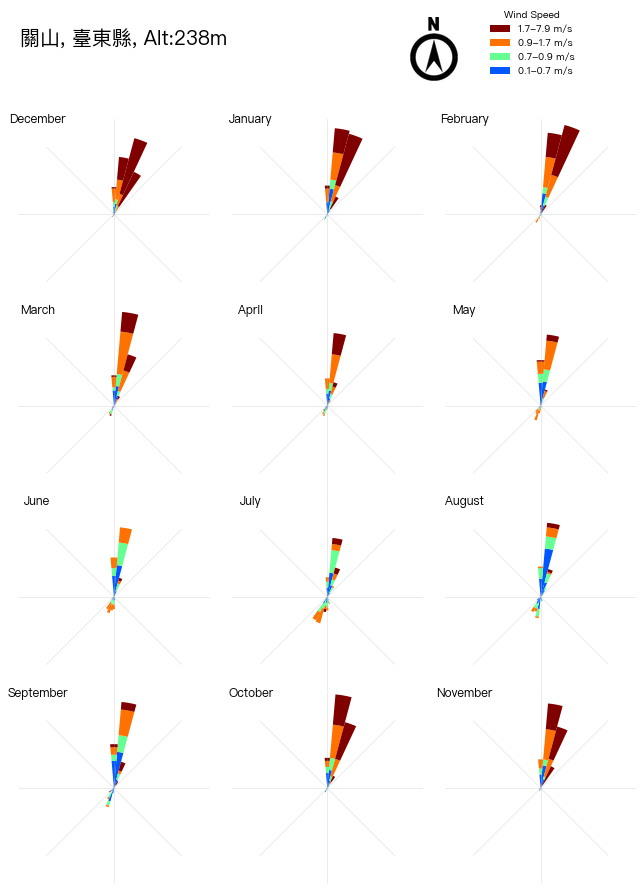 關山, 臺東縣, Alt:238m
N
Wind Speed
1.7–7.9 m/s
0.9–1.7 m/s
0.7–0.9 m/s
0.1–0.7 m/s
December
January
February
March
April
May
June
July
August
September
October
November